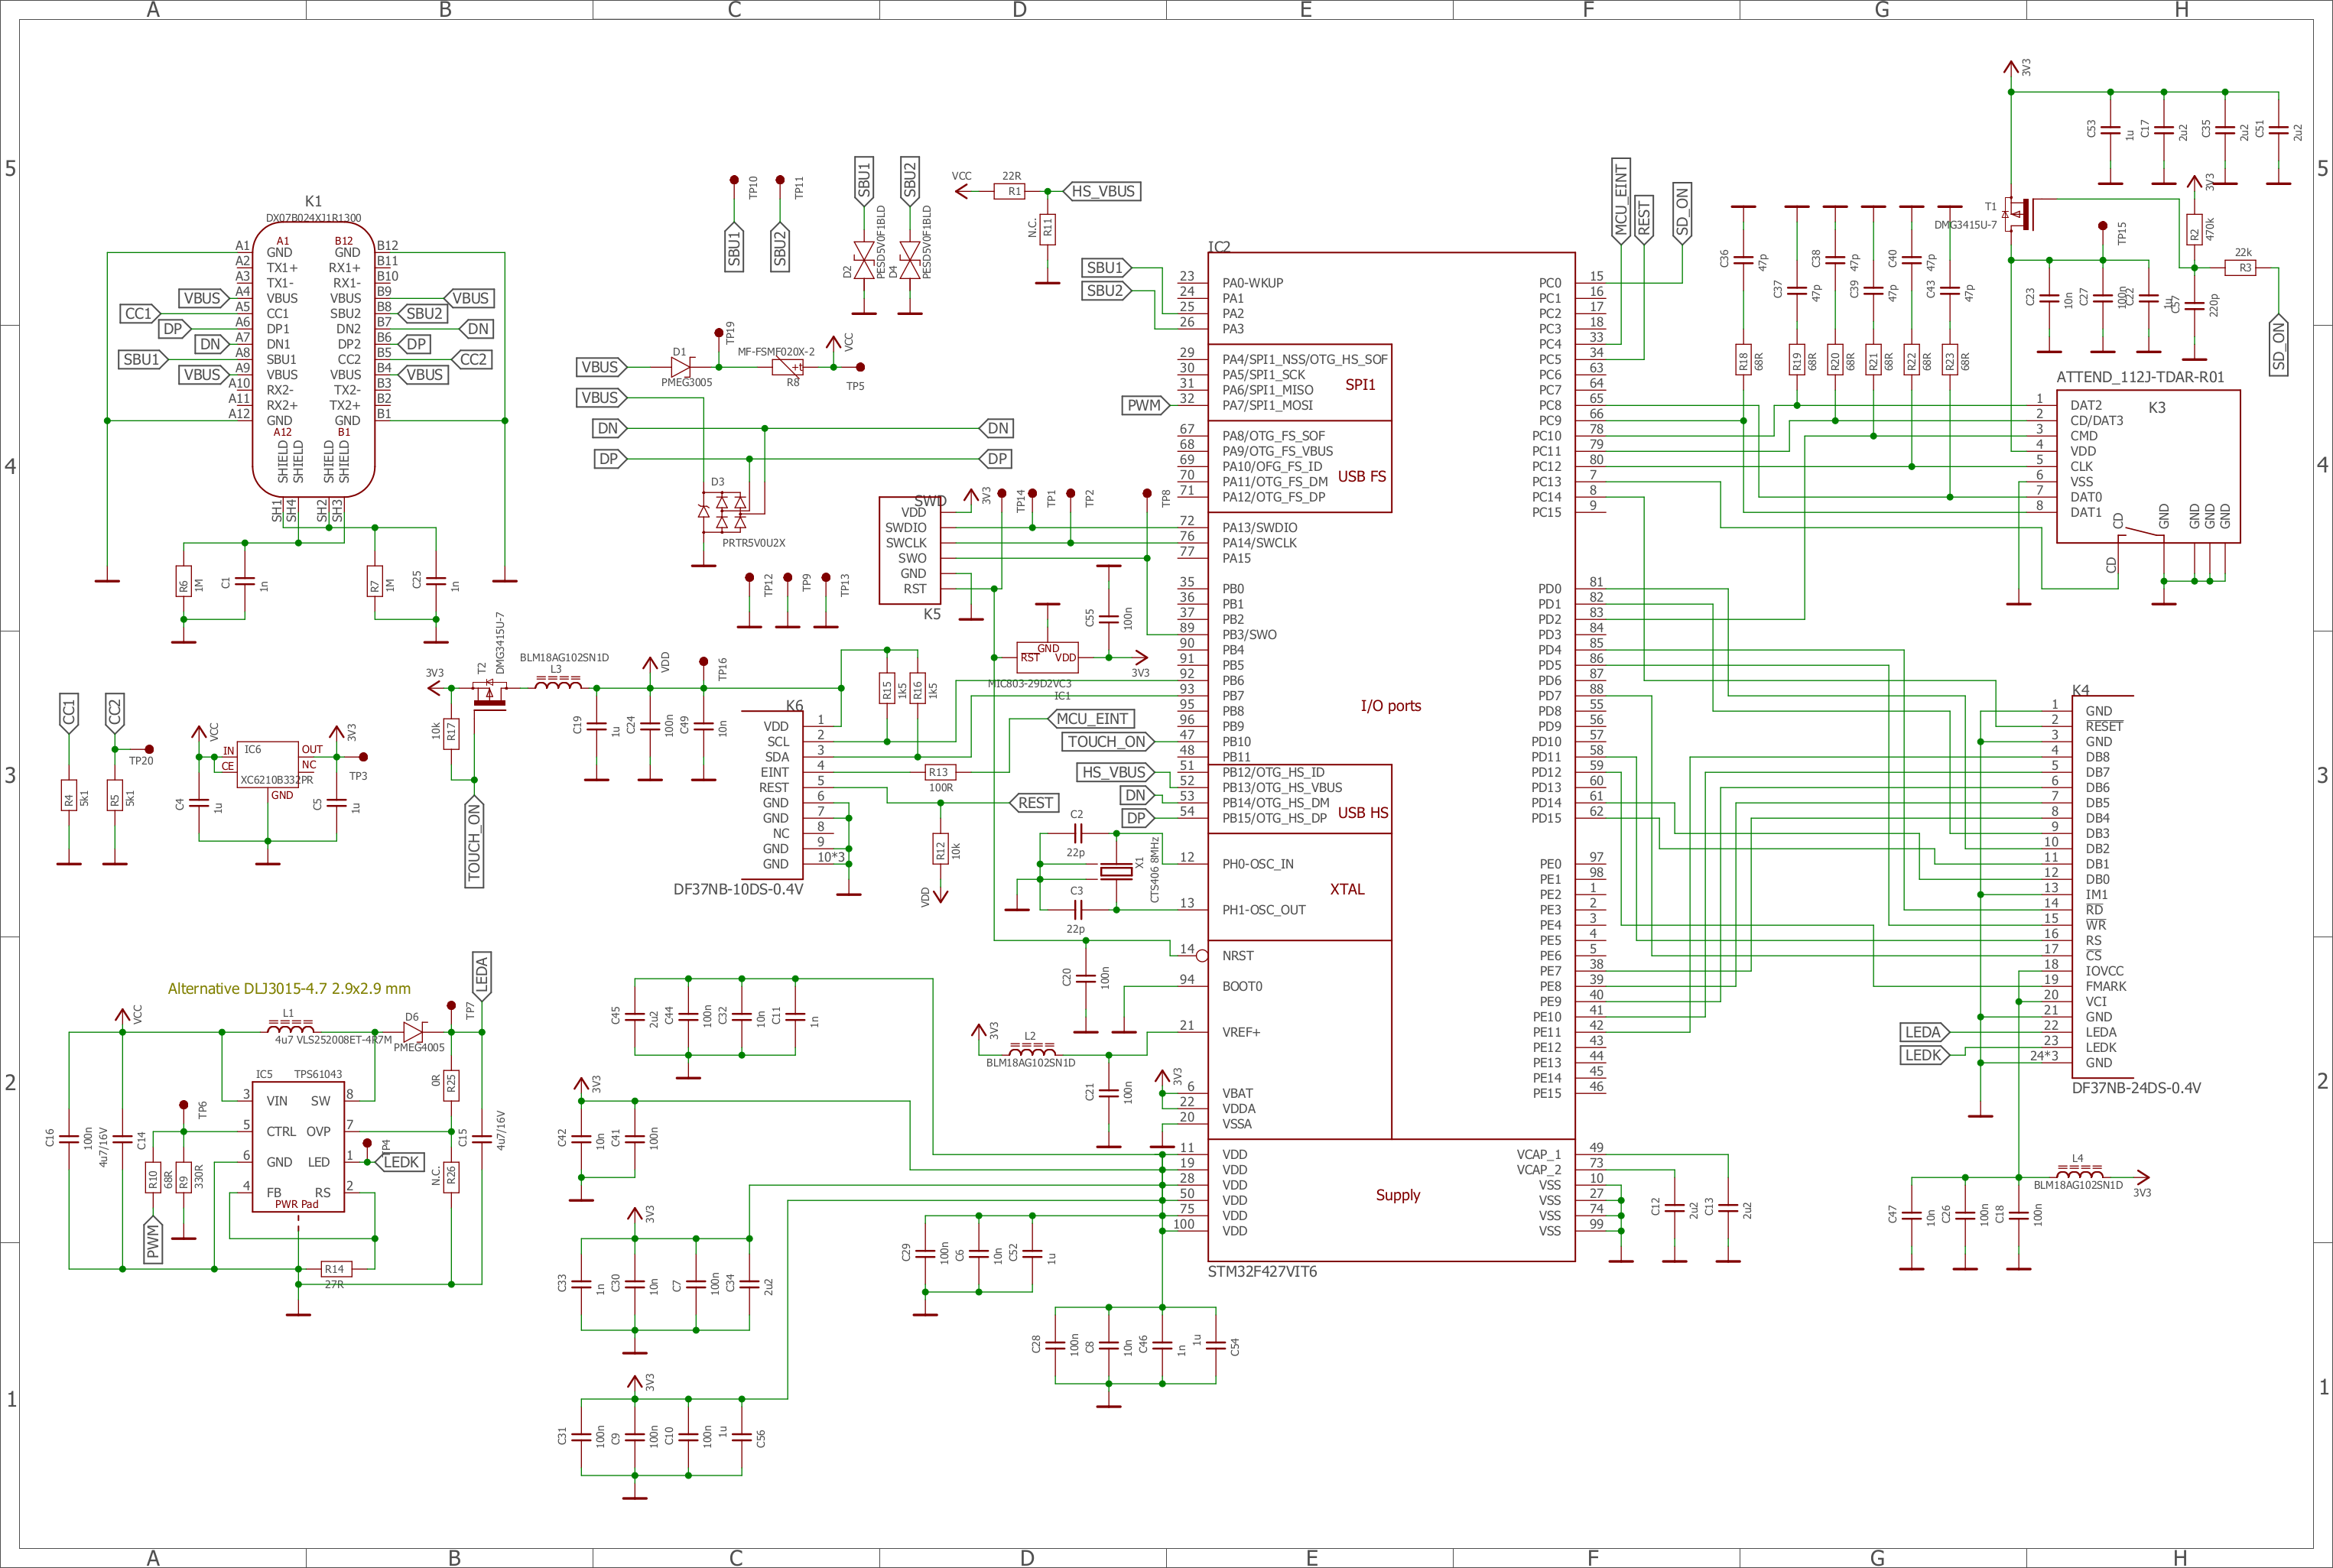 A B C D E F G H
5 5
4 4
3 3
2 2
1 1
K1
DX07B024XJ1R1300
A1 A1 B12 B12
GND GND
A2 TX1+ RX1+ B11
A3 TX1- RX1- B10
VBUS A4 VBUS VBUS B9 VBUS
CC1 A5 CC1 SBU2 B8 SBU2
DP A6 DP1 DN2 B7 DN
DN A7 DN1 DP2 B6 DP
SBU1 A8 SBU1 CC2 B5 CC2
VBUS A9 VBUS VBUS B4 VBUS
A10 RX2- TX2- B3
A11 RX2+ TX2+ B2
A12 GND GND B1
A12 B1
SHIELD SHIELD SHIELD SHIELD
SH1 SH4 SH2 SH3
R6 1M C1 1n R7 1M C25 1n
TP10 TP11
SBU1 SBU2
SBU1 SBU2
D2 PESD5V0F1BLD D4 PESD5V0F1BLD
VCC 22R R1 HS_VBUS
N.C. R11
VBUS D1 PMEG3005 TP19 MF-FSMF020X-2 R8 VCC TP5
VBUS
DN DN
DP DP
D3
PRTR5V0U2X
TP12 TP9 TP13
SWD
VDD
SWDIO
SWCLK
SWO
GND
RST
K5
3V3 TP14 TP1 TP2 TP8
C55 100n
GND
RST VDD
MIC803-29D2VC3
IC1
3V3
CC1 CC2
TP20
R4 5k1 R5 5k1
VCC 3V3
IN IC6 OUT
CE NC
XC6210B332PR
GND
TP3
C4 1u C5 1u
3V3 T2 DMG3415U-7
BLM18AG102SN1D
L3
10k R17
TOUCH_ON
VDD TP16
C19 1u C24 100n C49 10n
R15 1k5 R16 1k5
K6
VDD 1
SCL 2
SDA 3
EINT 4
REST 5
GND 6
GND 7
NC 8
GND 9
GND 10*3
DF37NB-10DS-0.4V
R13
100R
MCU_EINT
REST
R12 10k
VDD
C2
22p
C3
22p
X1
CTS406 8MHz
Alternative DLJ3015-4.7 2.9x2.9 mm
VCC
L1
4u7 VLS252008ET-4R7M
D6
PMEG4005
TP7 LEDA
IC5 TPS61043
3 VIN SW 8
5 CTRL OVP 7
6 GND LED 1
4 FB RS 2
PWR Pad
C16 100n 4u7/16V C14
TP6
R10 68R R9 330R
PWM
TP4 LEDK
0R R25
N.C. R26
C15 4u7/16V
R14
27R
C45 2u2 C44 100n C32 10n C11 1n
3V3
C42 10n C41 100n
3V3
C33 1n C30 10n C7 100n C34 2u2
3V3
C31 100n C9 100n C10 100n 1u C56
C20 100n
3V3 L2
BLM18AG102SN1D
C21 100n
3V3
C29 100n C6 10n C52 1u
C28 100n C8 10n C46 1n 1u C54
IC2
SBU1
SBU2
23 PA0-WKUP
24 PA1
25 PA2
26 PA3
29 PA4/SPI1_NSS/OTG_HS_SOF
30 PA5/SPI1_SCK
31 PA6/SPI1_MISO
PWM 32 PA7/SPI1_MOSI
SPI1
67 PA8/OTG_FS_SOF
68 PA9/OTG_FS_VBUS
69 PA10/OFG_FS_ID
70 PA11/OTG_FS_DM
71 PA12/OTG_FS_DP
USB FS
72 PA13/SWDIO
76 PA14/SWCLK
77 PA15
35 PB0
36 PB1
37 PB2
89 PB3/SWO
90 PB4
91 PB5
92 PB6
93 PB7
95 PB8
96 PB9
TOUCH_ON 47 PB10
48 PB11
HS_VBUS 51 PB12/OTG_HS_ID
52 PB13/OTG_HS_VBUS
DN 53 PB14/OTG_HS_DM
DP 54 PB15/OTG_HS_DP
I/O ports
USB HS
12 PH0-OSC_IN
XTAL
13 PH1-OSC_OUT
14 NRST
94 BOOT0
21 VREF+
6 VBAT
22 VDDA
20 VSSA
11 VDD
19 VDD
28 VDD
50 VDD
75 VDD
100 VDD
Supply
STM32F427VIT6
PC0 15
PC1 16
PC2 17
PC3 18
PC4 33
PC5 34
PC6 63
PC7 64
PC8 65
PC9 66
PC10 78
PC11 79
PC12 80
PC13 7
PC14 8
PC15 9
PD0 81
PD1 82
PD2 83
PD3 84
PD4 85
PD5 86
PD6 87
PD7 88
PD8 55
PD9 56
PD10 57
PD11 58
PD12 59
PD13 60
PD14 61
PD15 62
PE0 97
PE1 98
PE2 1
PE3 2
PE4 3
PE5 4
PE6 5
PE7 38
PE8 39
PE9 40
PE10 41
PE11 42
PE12 43
PE13 44
PE14 45
PE15 46
VCAP_1 49
VCAP_2 73
VSS 10
VSS 27
VSS 74
VSS 99
C12 2u2 C13 2u2
MCU_EINT REST SD_ON
C36 47p C37 47p C38 47p C39 47p C40 47p C43 47p
R18 68R R19 68R R20 68R R21 68R R22 68R R23 68R
3V3
C53 1u C17 2u2 C35 2u2 C51 2u2
T1
DMG3415U-7
TP15
3V3
R2 470k
22k
R3
C23 10n C27 100n C22 1u C57 220p
SD_ON
ATTEND_112J-TDAR-R01
K3
1 DAT2
2 CD/DAT3
3 CMD
4 VDD
5 CLK
6 VSS
7 DAT0
8 DAT1
CD GND GND GND GND
CD
K4
1 GND
2 RESET
3 GND
4 DB8
5 DB7
6 DB6
7 DB5
8 DB4
9 DB3
10 DB2
11 DB1
12 DB0
13 IM1
14 RD
15 WR
16 RS
17 CS
18 IOVCC
19 FMARK
20 VCI
21 GND
LEDA 22 LEDA
LEDK 23 LEDK
24*3 GND
DF37NB-24DS-0.4V
L4
BLM18AG102SN1D
3V3
C47 10n C26 100n C18 100n
A B C D E F G H